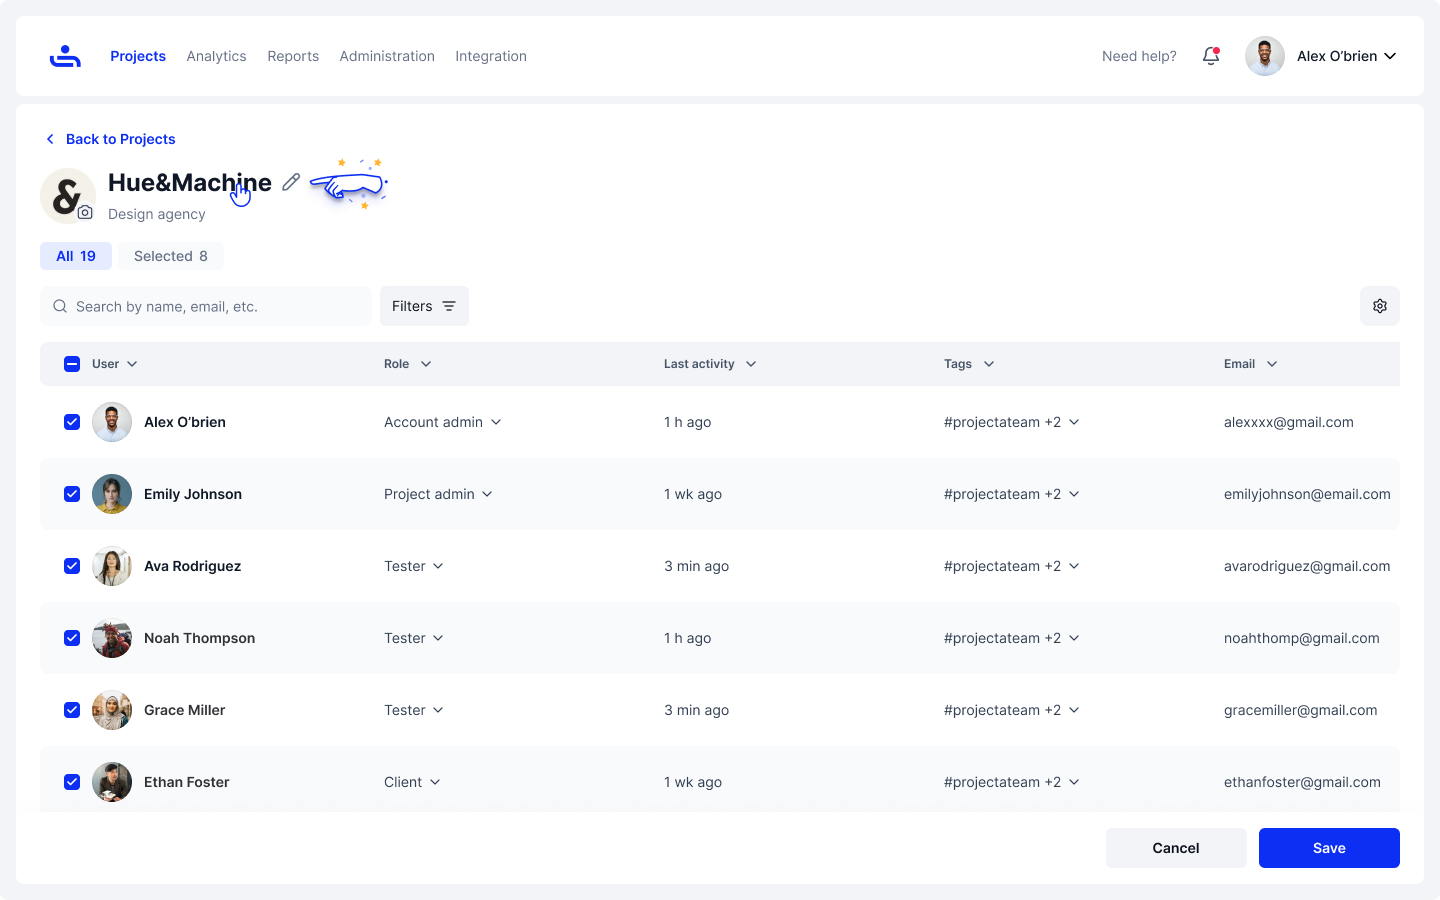 Projects Analytics Reports Administration Integration Need help? Alex O’brien
Back to Projects
&
Hue&Machine
Design agency
All 19 Selected 8
Search by name, email, etc. Filters
User Role Last activity Tags Email
Alex O’brien Account admin 1 h ago #projectateam +2 alexxxx@gmail.com
Emily Johnson Project admin 1 wk ago #projectateam +2 emilyjohnson@email.com
Ava Rodriguez Tester 3 min ago #projectateam +2 avarodriguez@gmail.com
Noah Thompson Tester 1 h ago #projectateam +2 noahthomp@gmail.com
Grace Miller Tester 3 min ago #projectateam +2 gracemiller@gmail.com
Ethan Foster Client 1 wk ago #projectateam +2 ethanfoster@gmail.com
Cancel Save